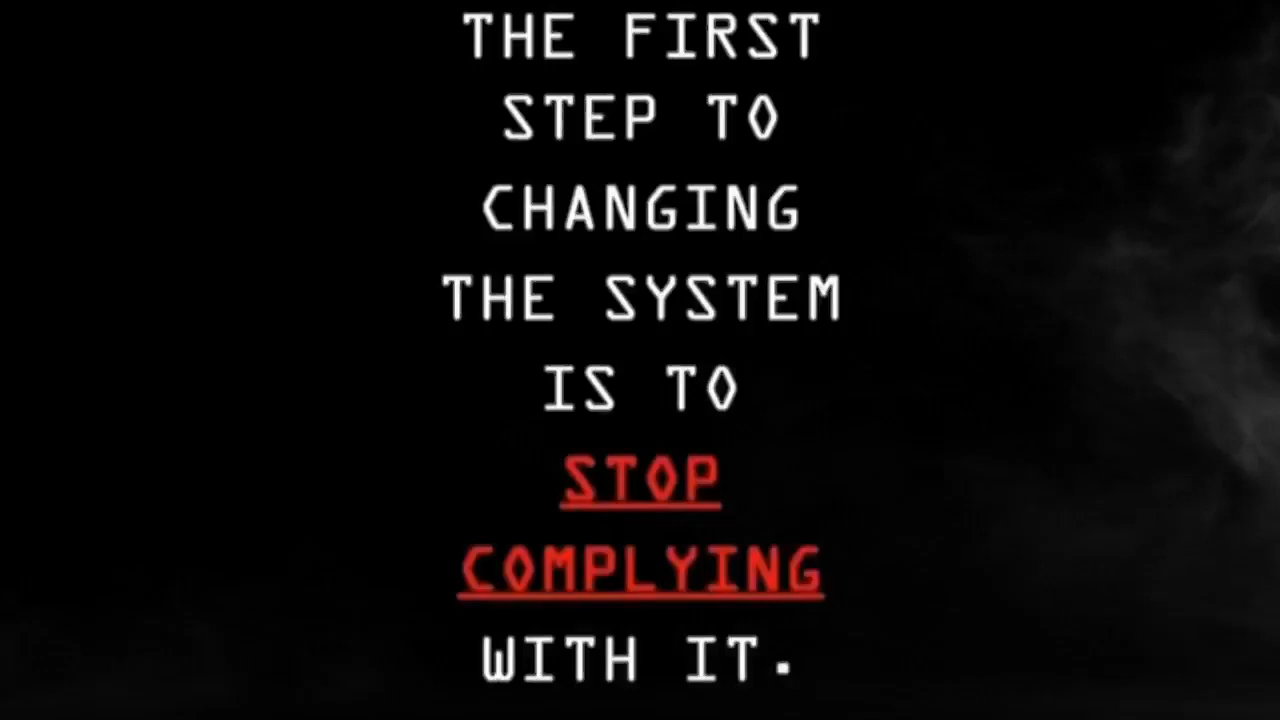 THE FIRST
STEP TO
CHANGING
THE SYSTEM
IS TO
STOP
COMPLYING
WITH IT.